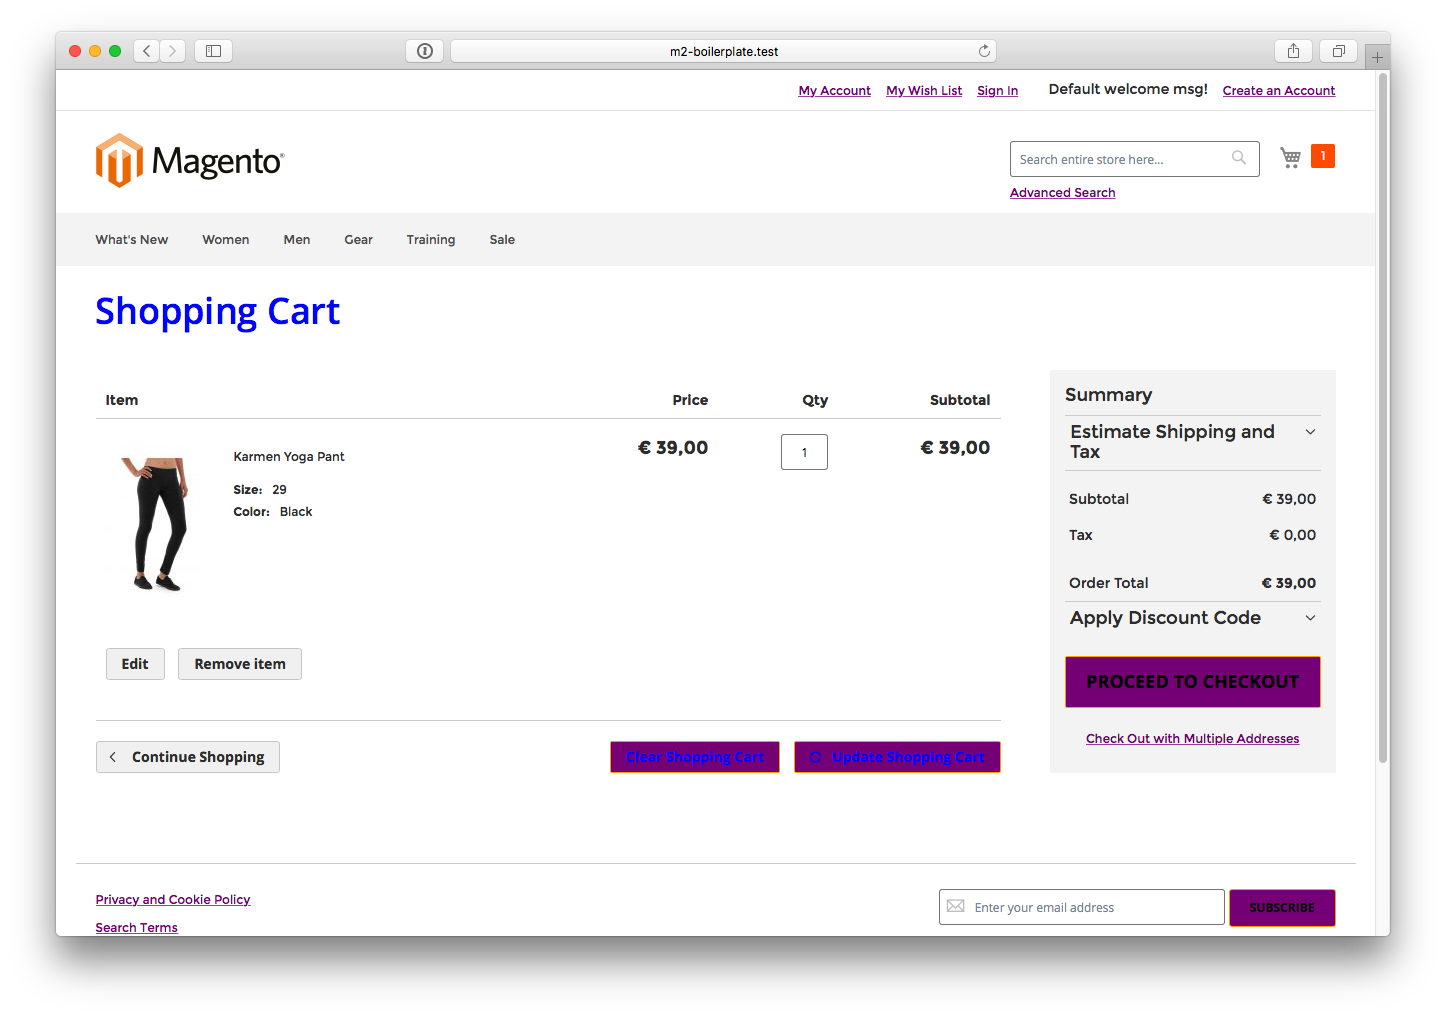 m2-boilerplate.test
My Account My Wish List Sign In Default welcome msg! Create an Account
Magento®
Search entire store here...
1
Advanced Search
What's New Women Men Gear Training Sale
Shopping Cart
Item Price Qty Subtotal
Karmen Yoga Pant € 39,00 1 € 39,00
Size: 29
Color: Black
Edit Remove item
Continue Shopping Clear Shopping Cart Update Shopping Cart
Summary
Estimate Shipping and
Tax
Subtotal € 39,00
Tax € 0,00
Order Total € 39,00
Apply Discount Code
PROCEED TO CHECKOUT
Check Out with Multiple Addresses
Privacy and Cookie Policy
Search Terms
Enter your email address SUBSCRIBE